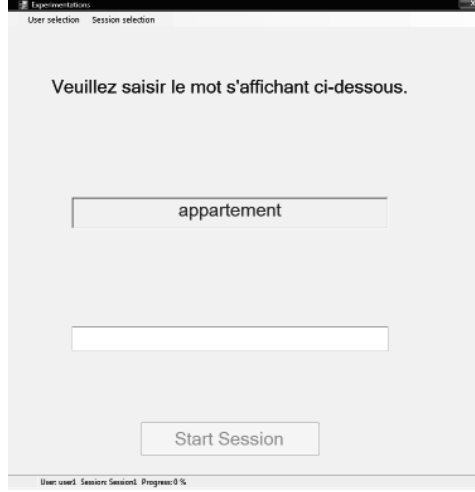 Experimentations
User selection Session selection
Veuillez saisir le mot s'affichant ci-dessous.
appartement
Start Session
User: user1 Session: Session1 Progress: 0 %